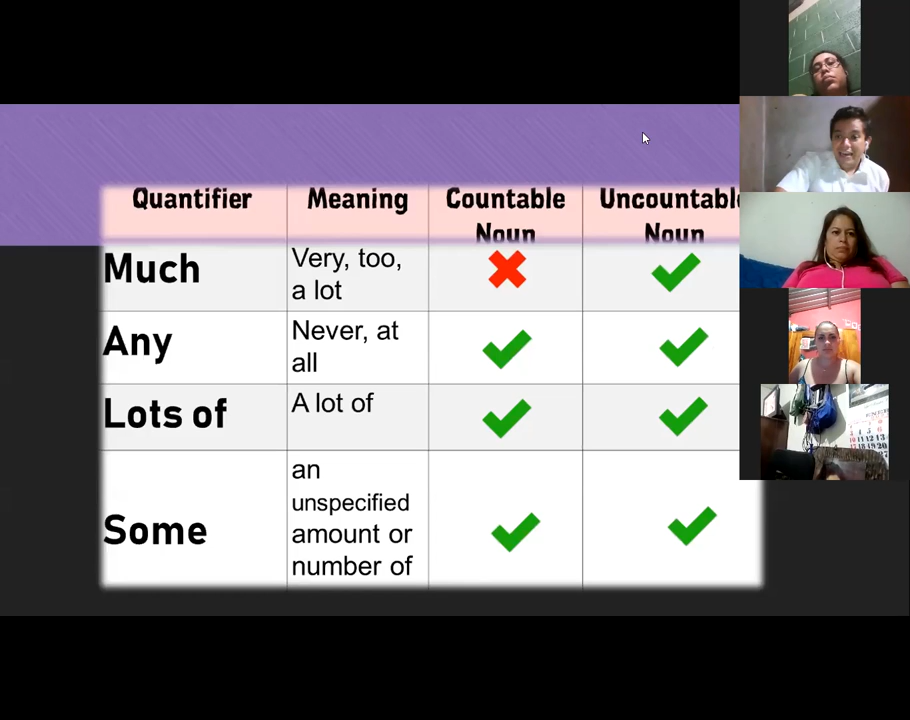 Quantifier Meaning Countable Noun Uncountable Noun
Much Very, too, a lot
Any Never, at all
Lots of A lot of
Some an unspecified amount or number of